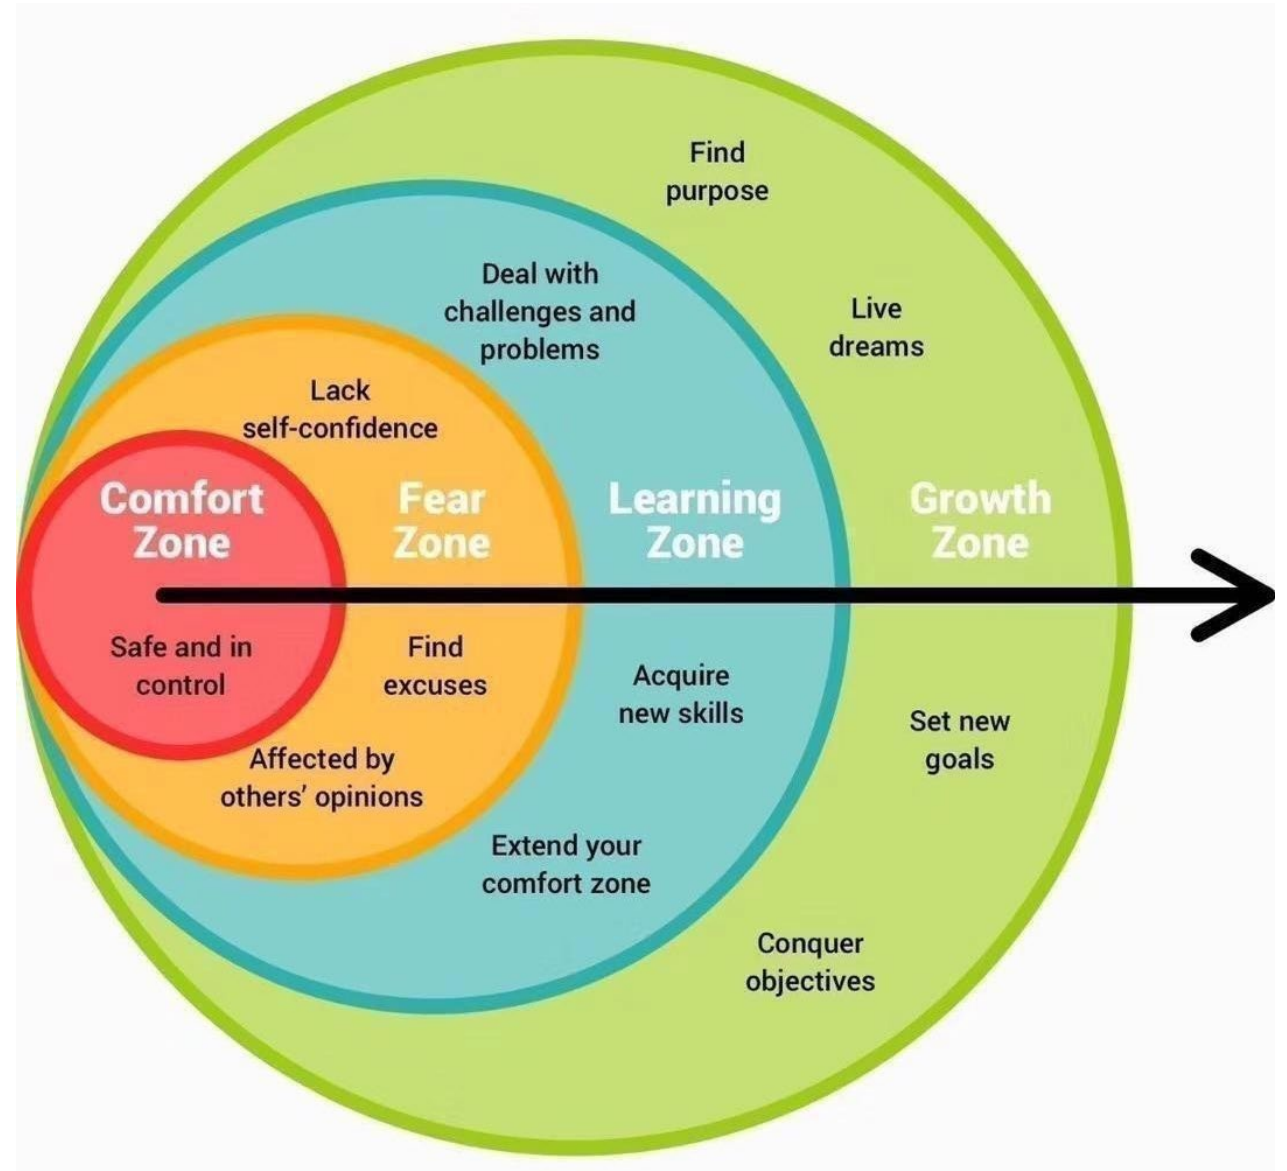 Find
purpose
Live
dreams
Deal with
challenges and
problems
Lack
self-confidence
Comfort
Zone
Fear
Zone
Learning
Zone
Growth
Zone
Safe and in
control
Find
excuses
Affected by
others’ opinions
Acquire
new skills
Extend your
comfort zone
Set new
goals
Conquer
objectives